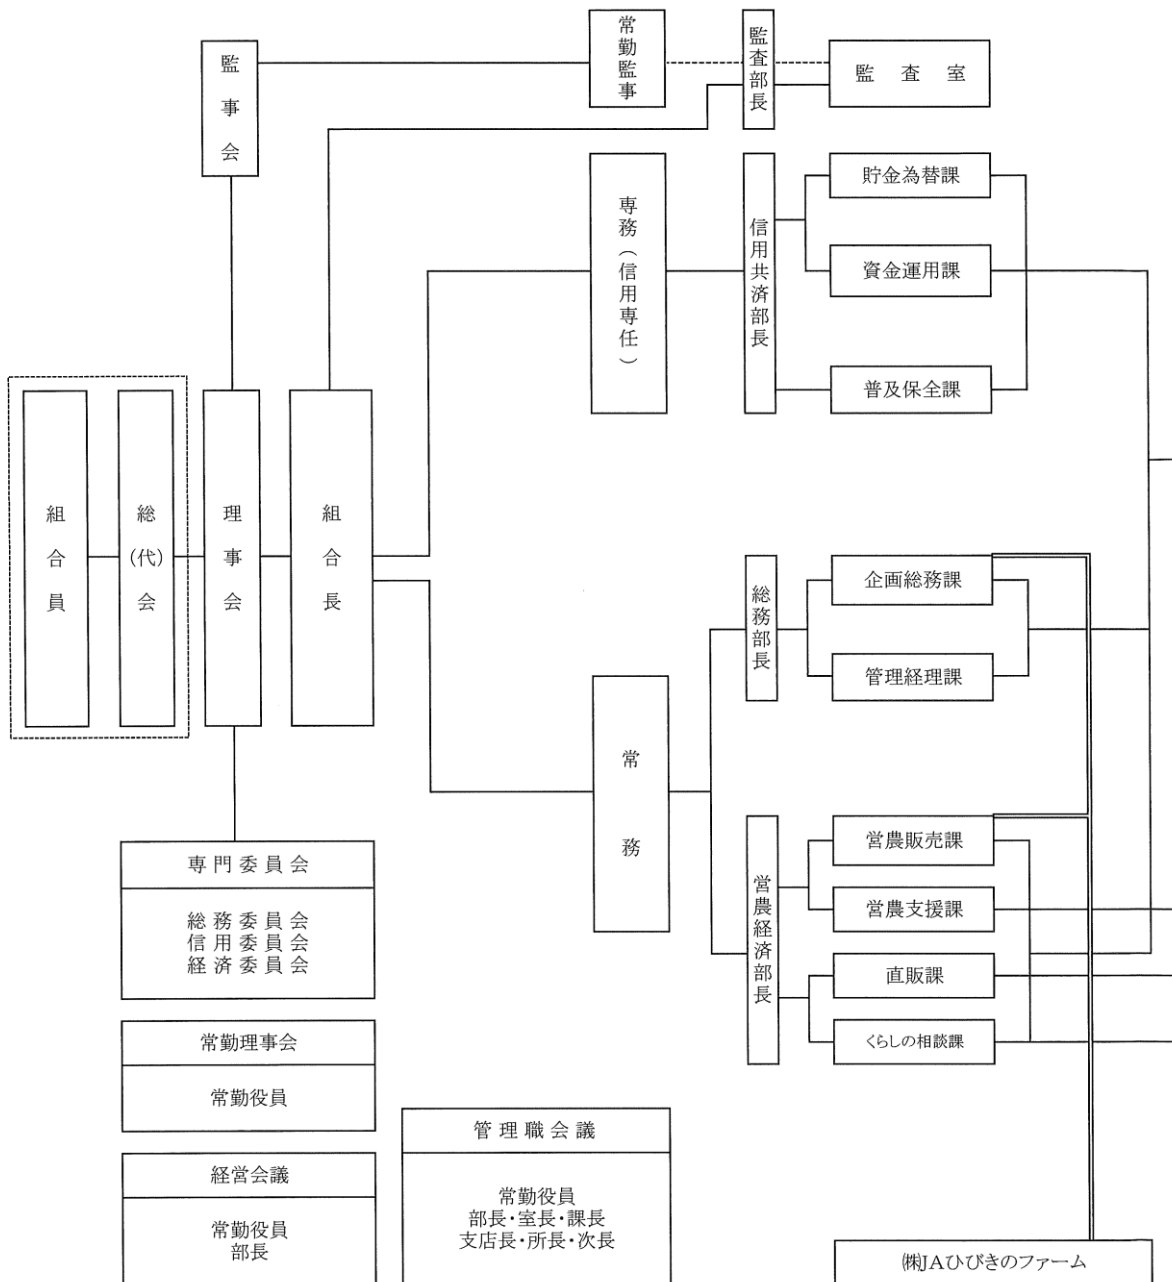 監事会
常勤監事
監査部長
監査室
専務（信用専任）
信用共済部長
貯金為替課
資金運用課
普及保全課
組合員
総(代)会
理事会
組合長
総務部長
企画総務課
管理経理課
常務
営農経済部長
営農販売課
営農支援課
直販課
くらしの相談課
専門委員会
総務委員会
信用委員会
経済委員会
常勤理事会
常勤役員
経営会議
常勤役員
部長
管理職会議
常勤役員
部長・室長・課長
支店長・所長・次長
㈱JAひびきのファーム